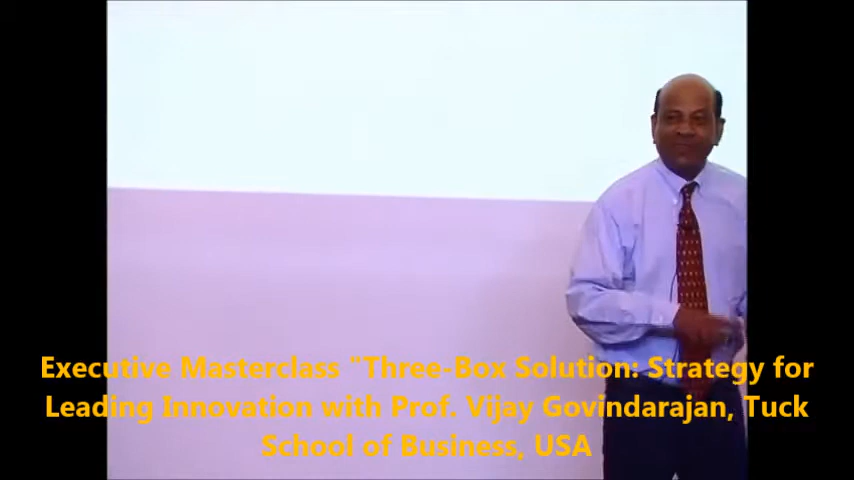 Executive Masterclass "Three-Box Solution: Strategy for
Leading Innovation with Prof. Vijay Govindarajan, Tuck
School of Business, USA